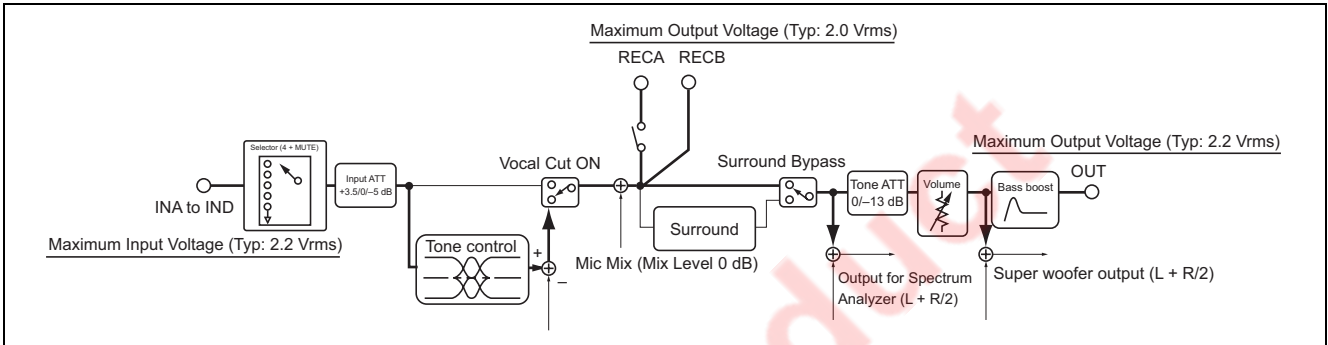 Maximum Output Voltage (Typ: 2.0 Vrms)
RECA RECB
Selector (4 + MUTE)
INA to IND
Maximum Input Voltage (Typ: 2.2 Vrms)
Input ATT
+3.5/0/–5 dB
Vocal Cut ON
Tone control
+
–
Mic Mix (Mix Level 0 dB)
Surround
Surround Bypass
Tone ATT
0/–13 dB
Volume
Maximum Output Voltage (Typ: 2.2 Vrms)
Bass boost
OUT
Output for Spectrum
Analyzer (L + R/2)
Super woofer output (L + R/2)
duct